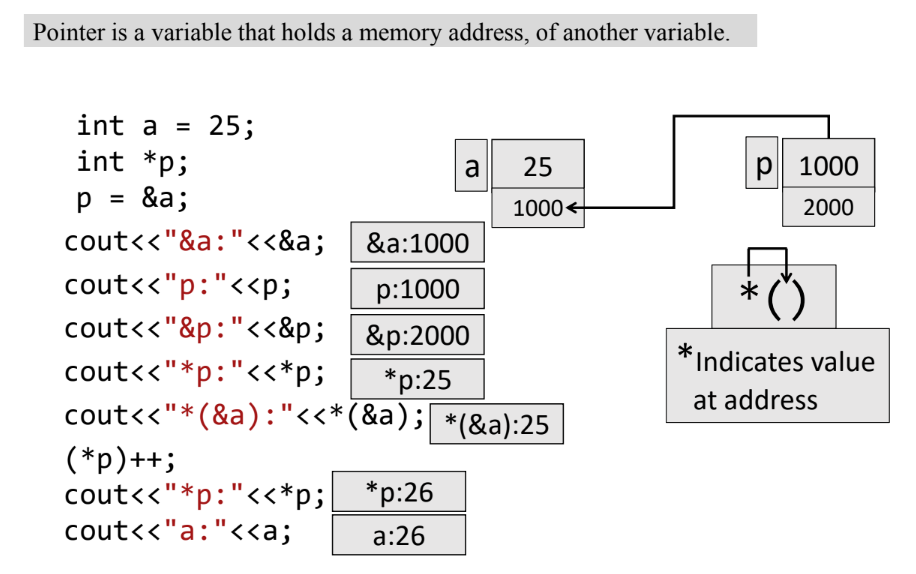 Pointer is a variable that holds a memory address, of another variable.
int a = 25;
int *p;
p = &a;
a 25
1000
p 1000
2000
cout<<"&a:"<<&a; &a:1000
cout<<"p:"<<p; p:1000
cout<<"&p:"<<&p; &p:2000
cout<<"*p:"<<*p; *p:25
cout<<"*(&a):"<<*(&a); *(&a):25
(*p)++;
cout<<"*p:"<<*p; *p:26
cout<<"a:"<<a; a:26
* ()
*Indicates value
at address